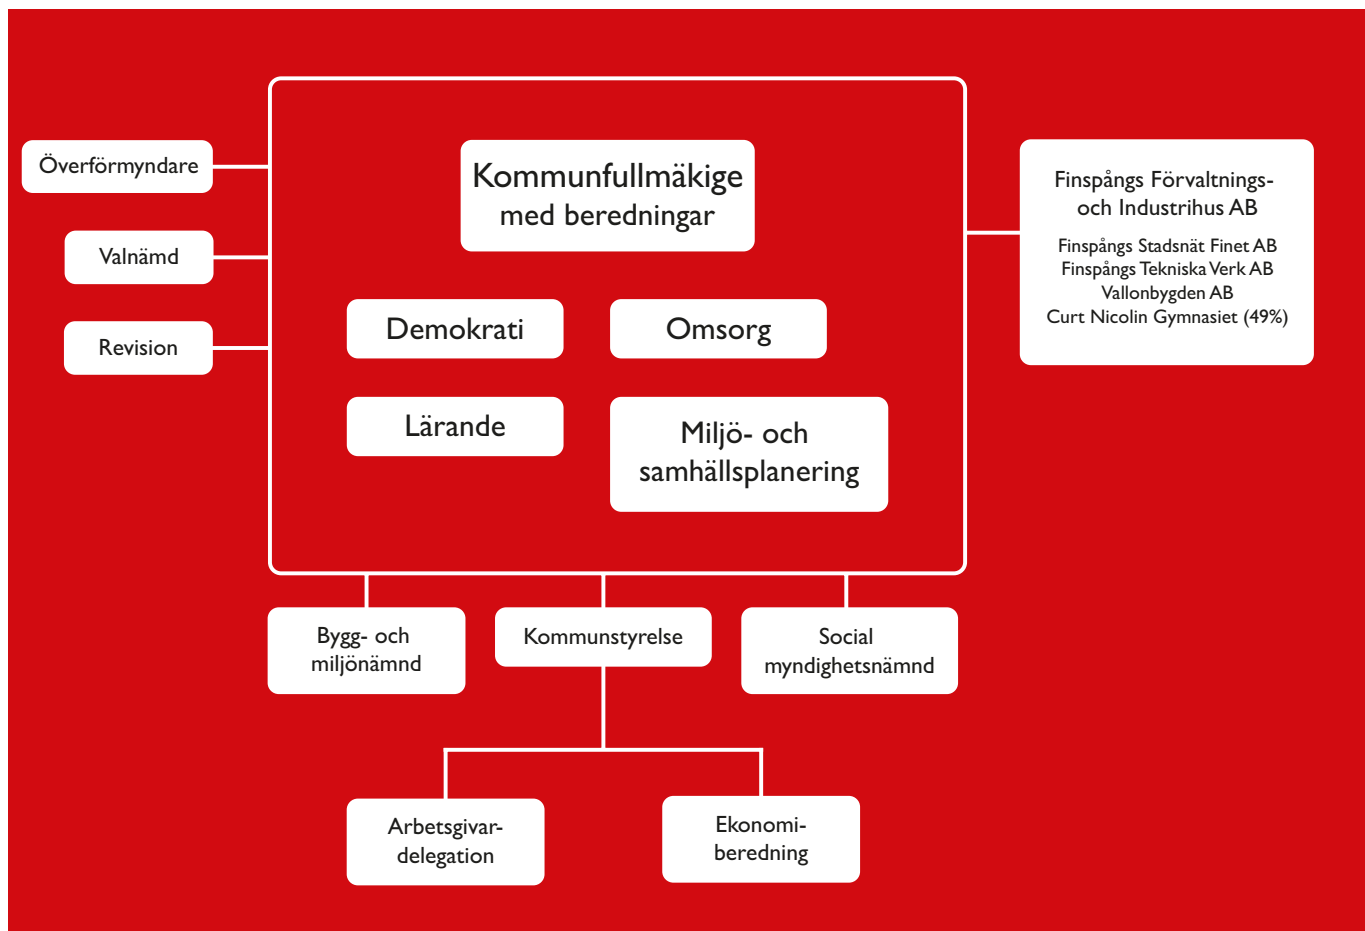 Överförmyndare
Valnämd
Revision
Kommunfullmäkige
med beredningar
Demokrati
Omsorg
Lärande
Miljö- och
samhällsplanering
Finspångs Förvaltnings-
och Industrihus AB
Finspångs Stadsnät Finet AB
Finspångs Tekniska Verk AB
Vallonbygden AB
Curt Nicolin Gymnasiet (49%)
Bygg- och
miljönämnd
Kommunstyrelse
Social
myndighetsnämnd
Arbetsgivar-
delegation
Ekonomi-
beredning